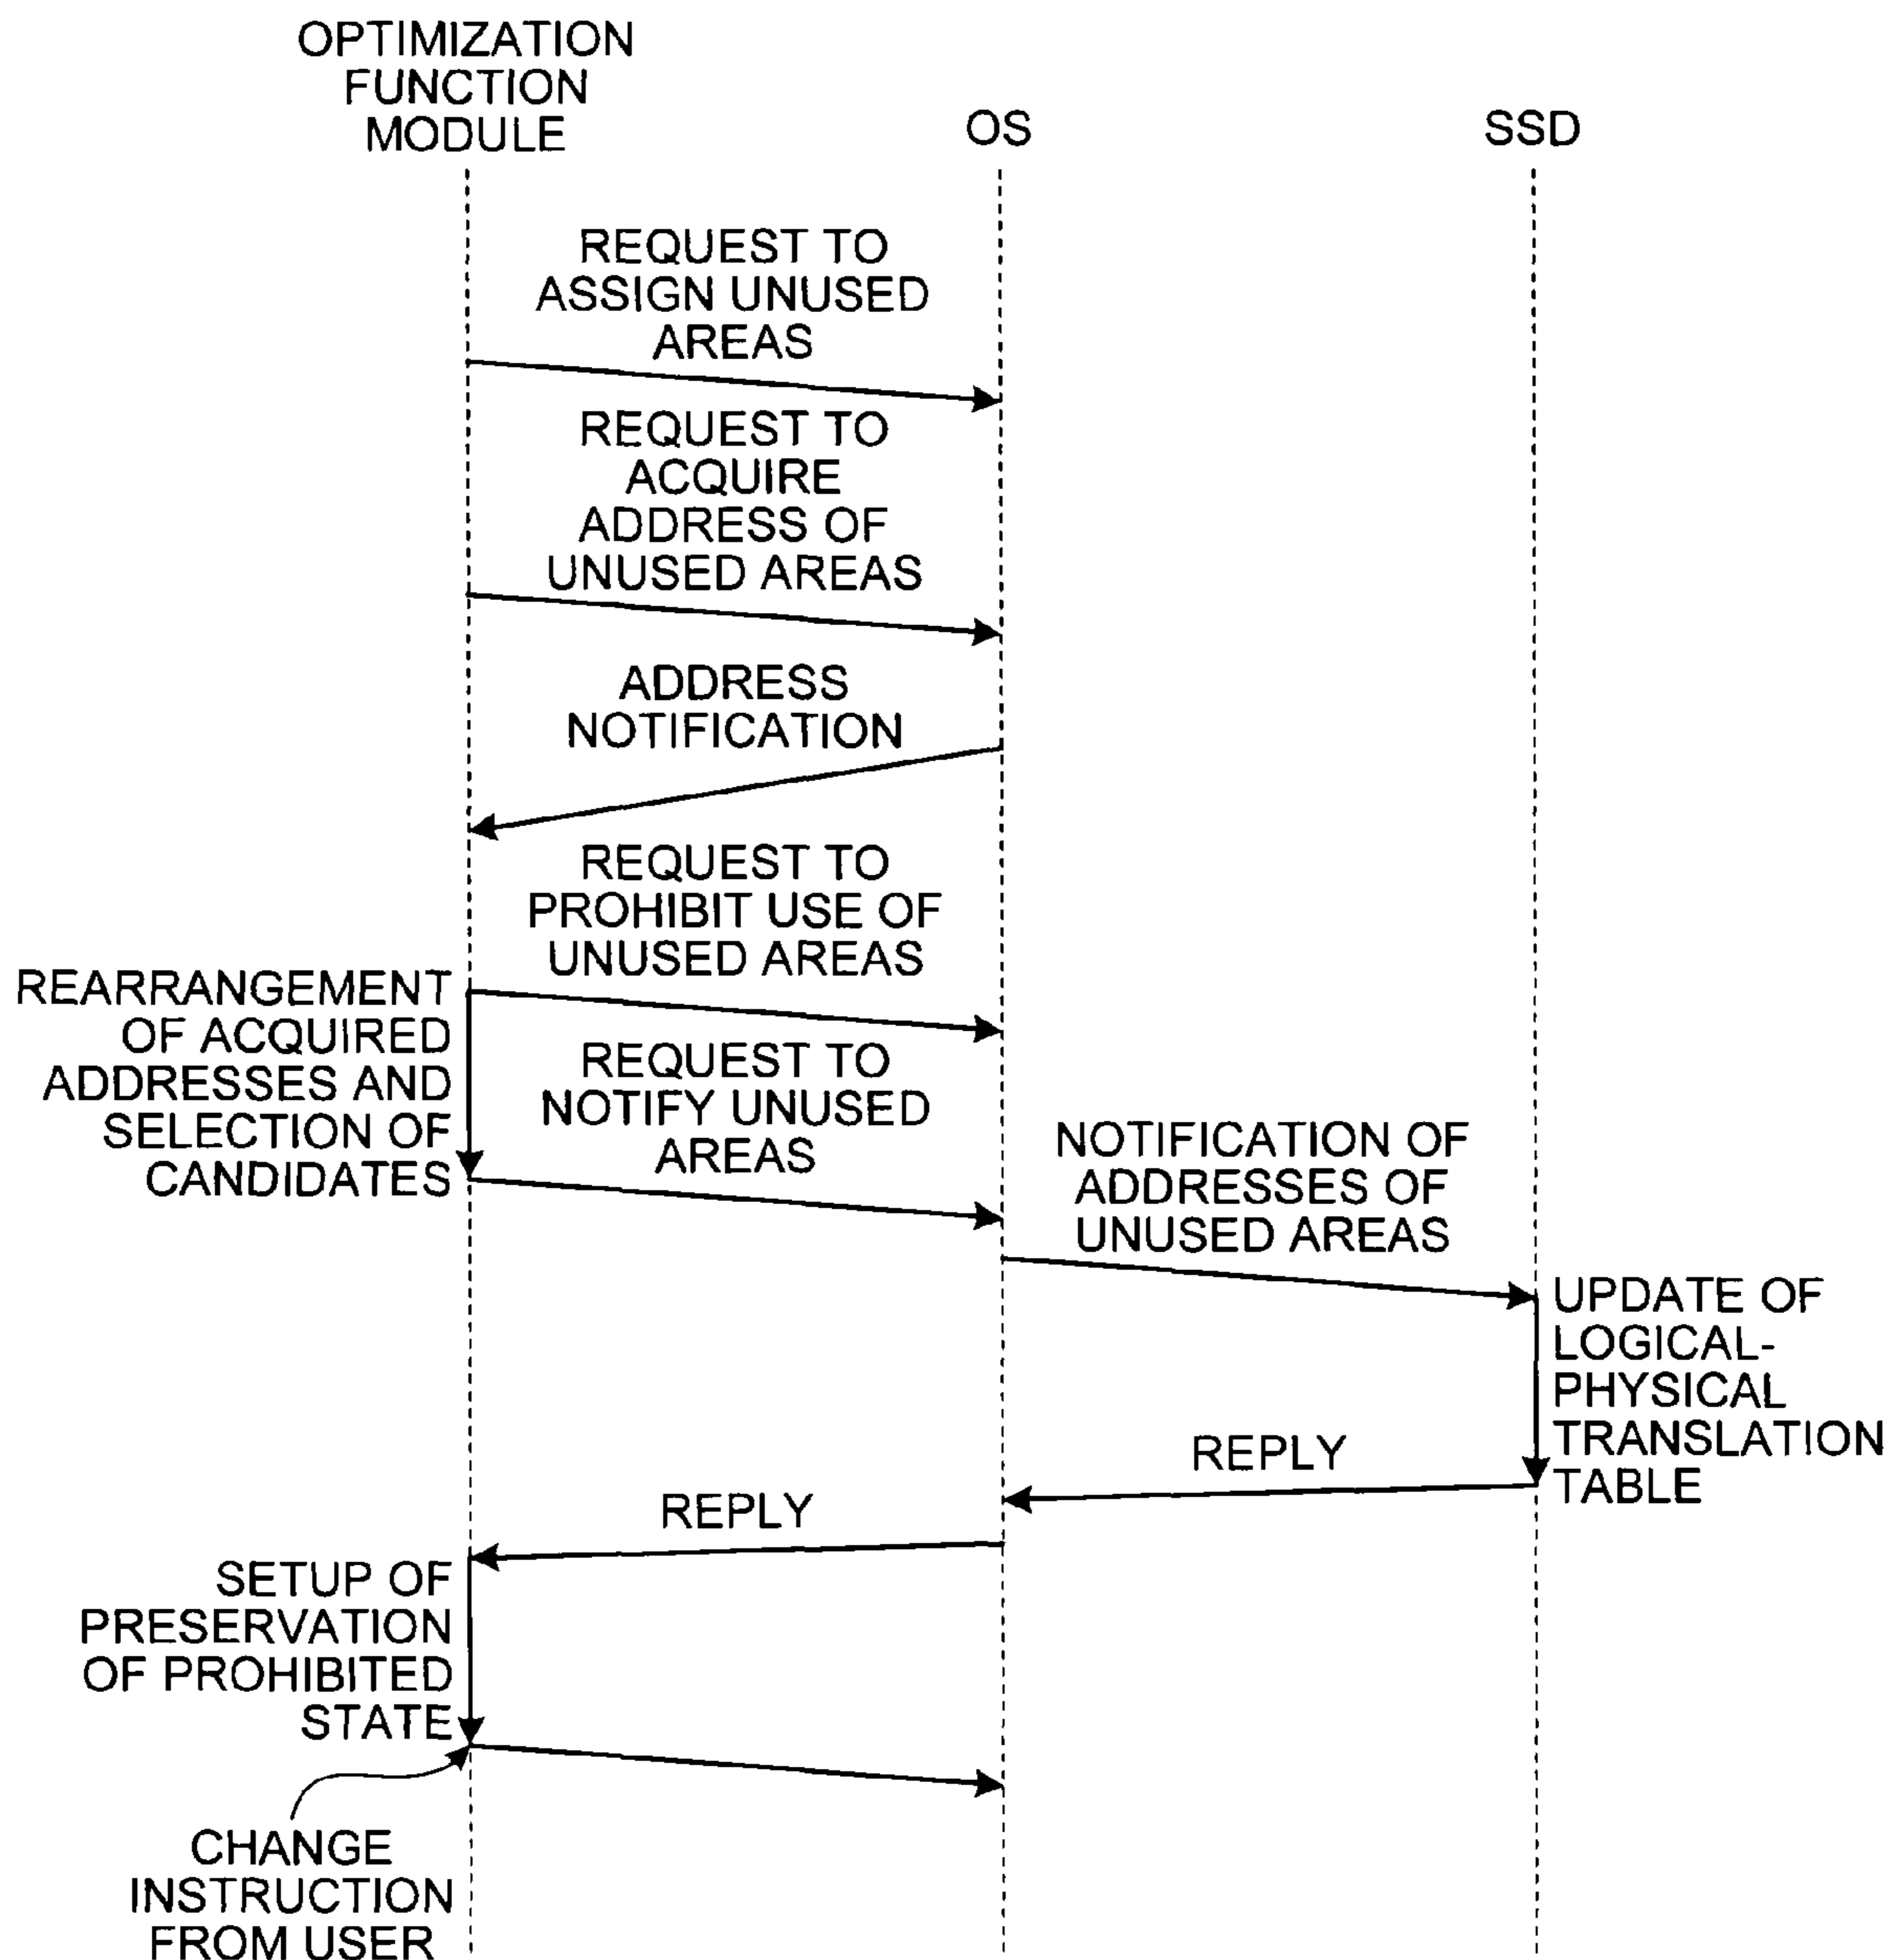 OPTIMIZATION
FUNCTION
MODULE
OS
SSD
REQUEST TO
ASSIGN UNUSED
AREAS
REQUEST TO
ACQUIRE
ADDRESS OF
UNUSED AREAS
ADDRESS
NOTIFICATION
REQUEST TO
PROHIBIT USE OF
UNUSED AREAS
REARRANGEMENT
OF ACQUIRED
ADDRESSES AND
SELECTION OF
CANDIDATES
REQUEST TO
NOTIFY UNUSED
AREAS
NOTIFICATION OF
ADDRESSES OF
UNUSED AREAS
UPDATE OF
LOGICAL-
PHYSICAL
TRANSLATION
TABLE
REPLY
REPLY
SETUP OF
PRESERVATION
OF PROHIBITED
STATE
CHANGE
INSTRUCTION
FROM USER